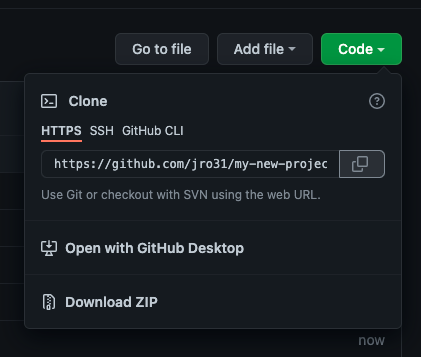 Go to file
Add file
Code
Clone
HTTPS SSH GitHub CLI
https://github.com/jro31/my-new-projec
Use Git or checkout with SVN using the web URL.
Open with GitHub Desktop
Download ZIP
now